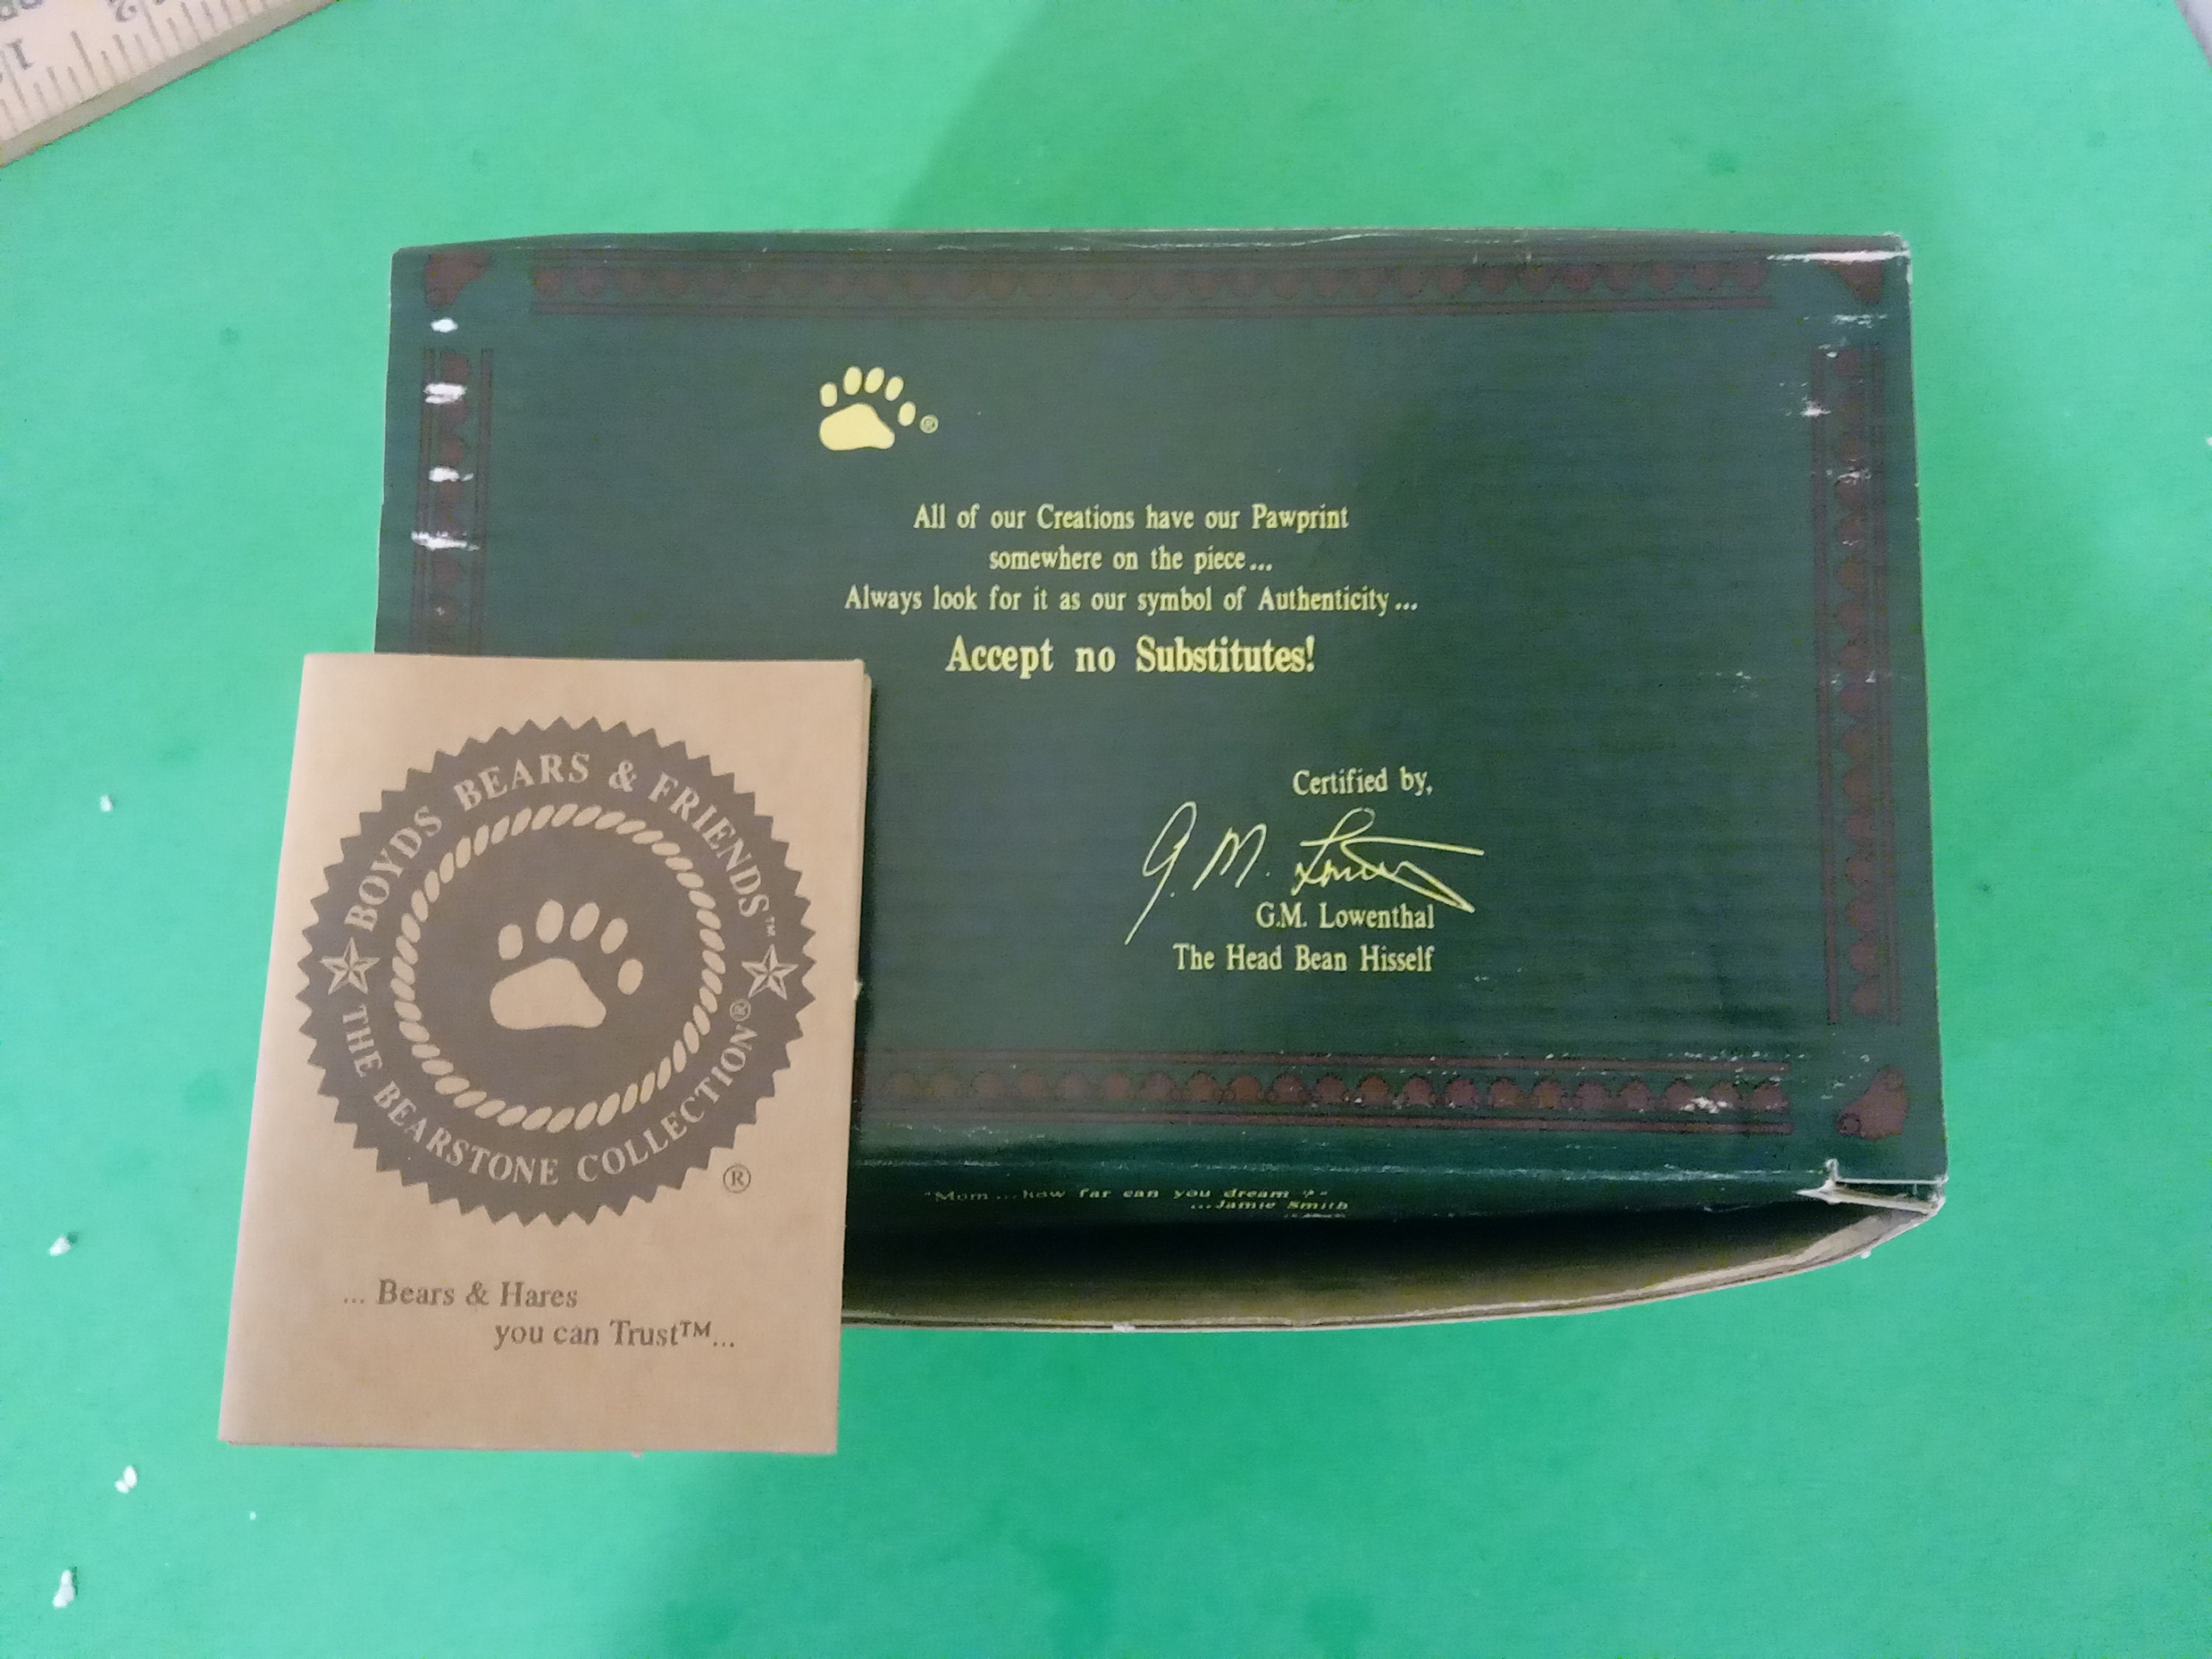 ®
All of our Creations have our Pawprint
somewhere on the piece...
Always look for it as our symbol of Authenticity...
Accept no Substitutes!
Certified by,
G. M.
G.M. Lowenthal
The Head Bean Hisself
"Mom...how far can you dream ?"
...Jamie Smith
★ BOYDS BEARS & FRIENDS™ ★
THE BEARSTONE COLLECTION®
®
... Bears & Hares
you can Trust™...
1
2